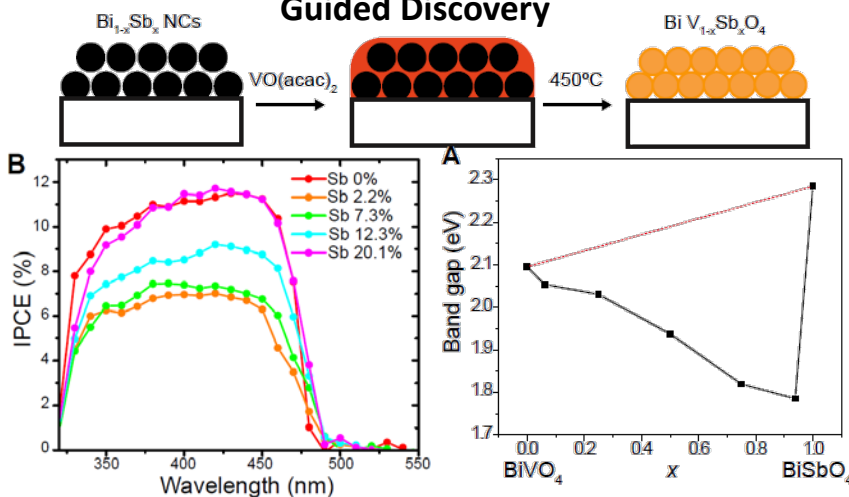 Guided Discovery
Bi1-xSbx NCs
Bi V1-xSbxO4
VO(acac)2
450ºC
B
12
10
8
6
4
2
0
IPCE (%)
350
400
450
500
550
Wavelength (nm)
Sb 0%
Sb 2.2%
Sb 7.3%
Sb 12.3%
Sb 20.1%
A
2.3
2.2
2.1
2.0
1.9
1.8
1.7
Band gap (eV)
0.0
0.2
0.4
0.6
0.8
1.0
BiVO4
x
BiSbO4